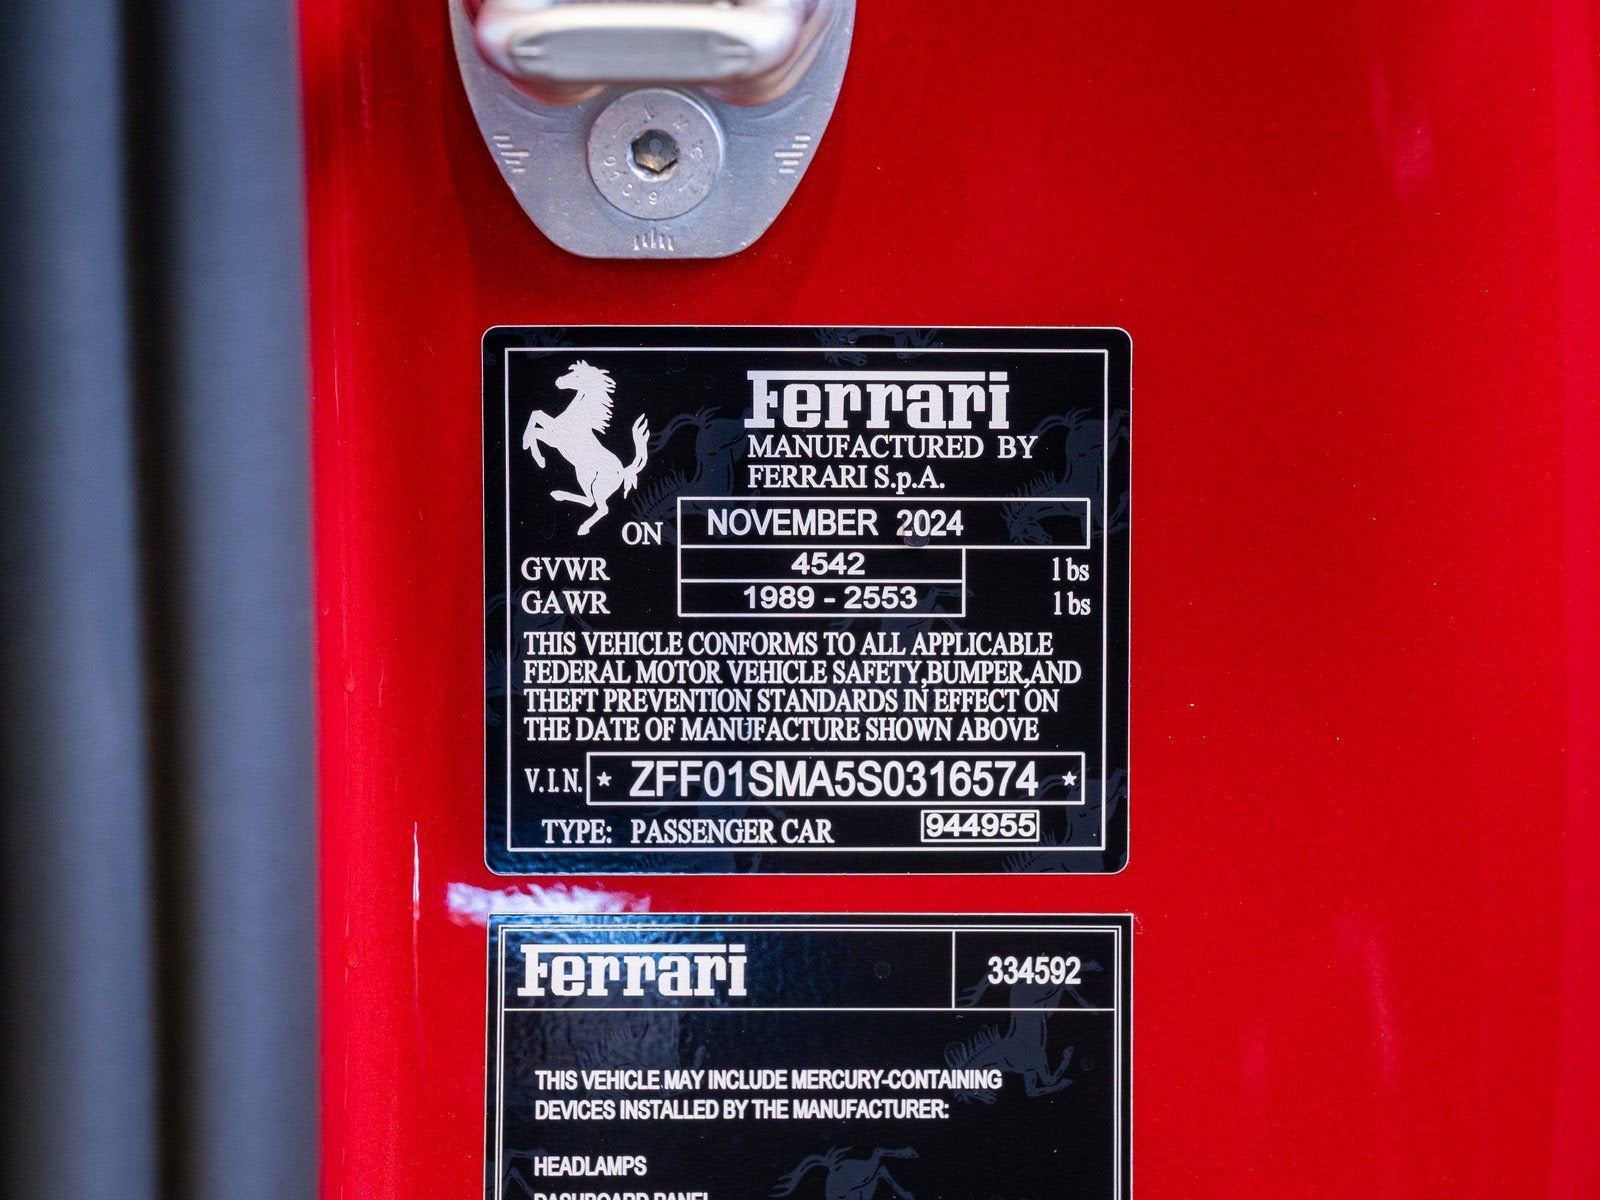 Ferrari
MANUFACTURED BY
FERRARI S.p.A.
ON NOVEMBER 2024
GVWR 4542 lbs
GAWR 1989 - 2553 lbs
THIS VEHICLE CONFORMS TO ALL APPLICABLE
FEDERAL MOTOR VEHICLE SAFETY,BUMPER,AND
THEFT PREVENTION STANDARDS IN EFFECT ON
THE DATE OF MANUFACTURE SHOWN ABOVE
V.I.N. * ZFF01SMA5S0316574 *
TYPE: PASSENGER CAR 944955
Ferrari 334592
THIS VEHICLE MAY INCLUDE MERCURY-CONTAINING
DEVICES INSTALLED BY THE MANUFACTURER:
HEADLAMPS
DASHBOARD PANEL